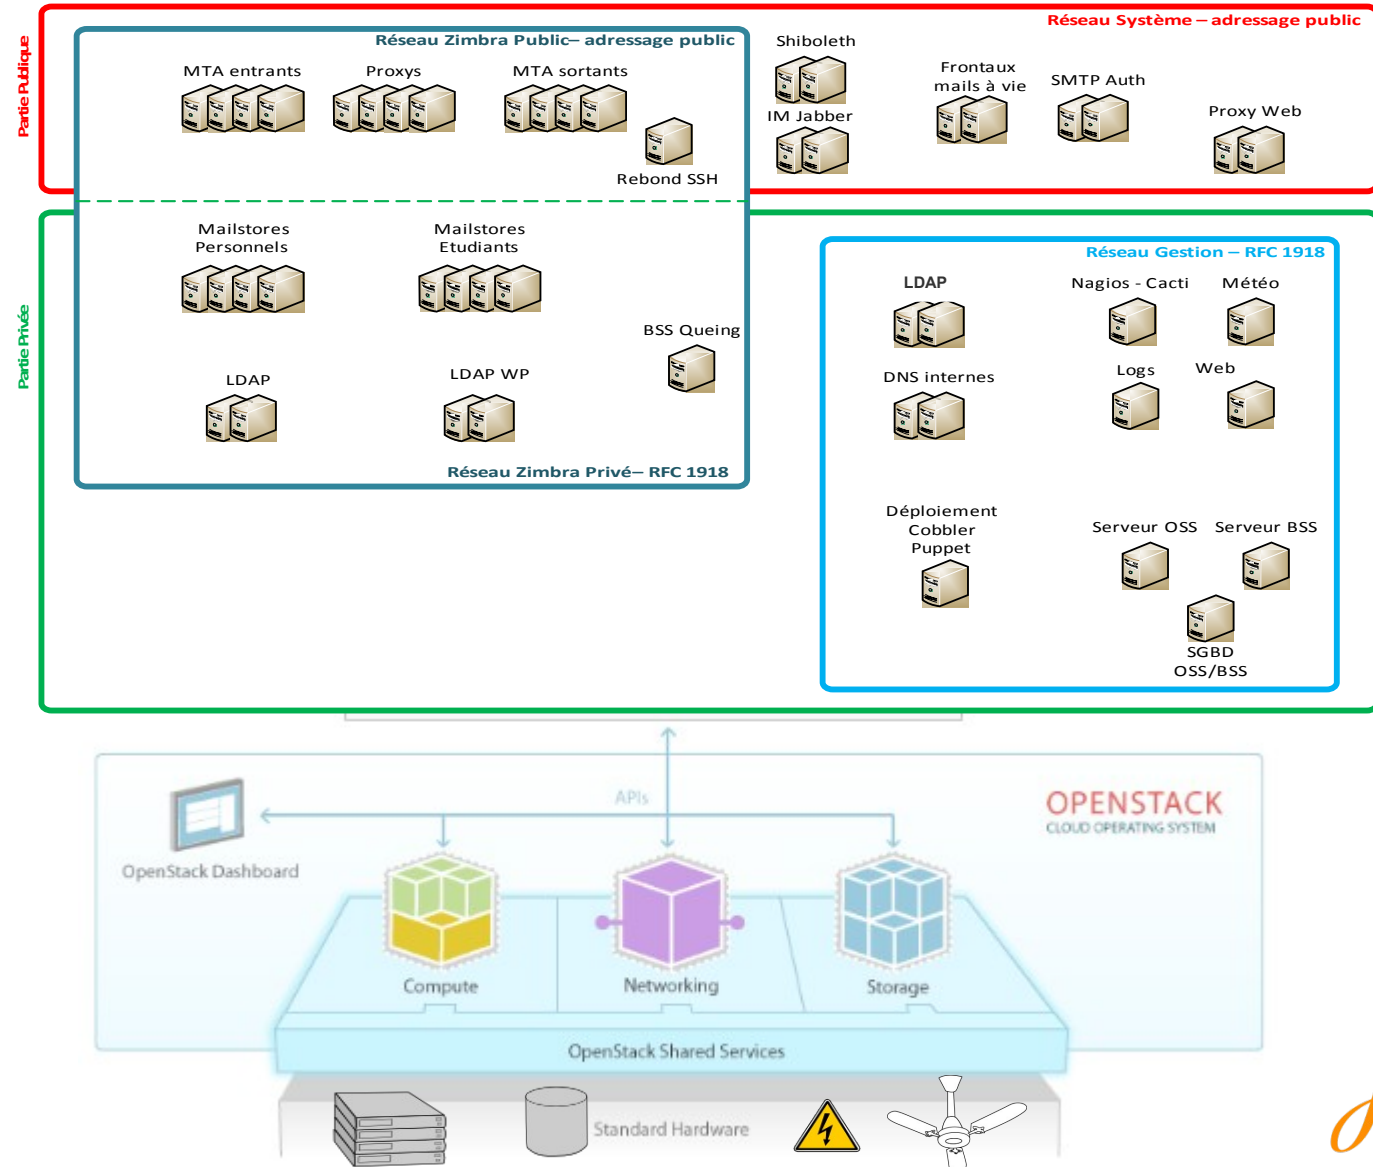 Réseau Système – adressage public
Partie Publique
Réseau Zimbra Public– adressage public
MTA entrants
Proxys
MTA sortants
Rebond SSH
Shiboleth
IM Jabber
Frontaux
mails à vie
SMTP Auth
Proxy Web
Partie Privée
Mailstores
Personnels
Mailstores
Etudiants
BSS Queing
LDAP
LDAP WP
Réseau Zimbra Privé– RFC 1918
Réseau Gestion – RFC 1918
LDAP
Nagios - Cacti
Météo
DNS internes
Logs
Web
Déploiement
Cobbler
Puppet
Serveur OSS
Serveur BSS
SGBD
OSS/BSS
APIs
OPENSTACK
CLOUD OPERATING SYSTEM
OpenStack Dashboard
Compute
Networking
Storage
OpenStack Shared Services
Standard Hardware